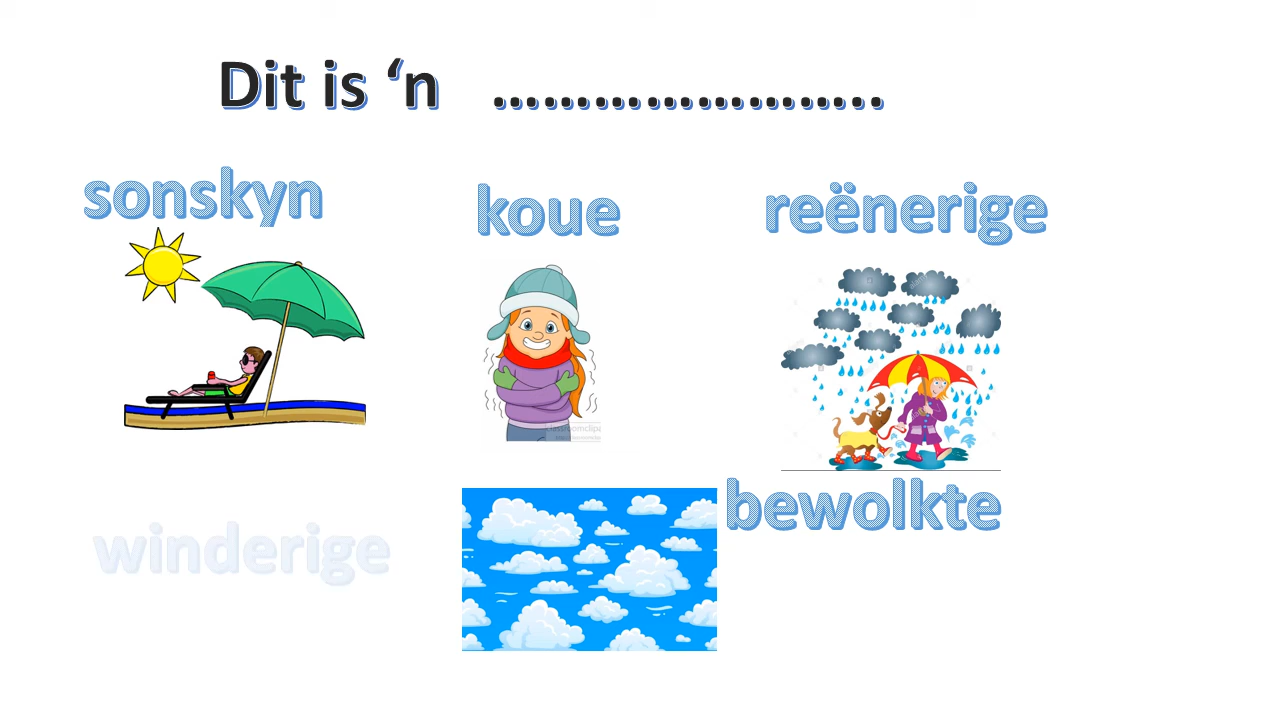 Dit is ‘n ........................
sonskyn
koue
reënerige
bewolkte
winderige